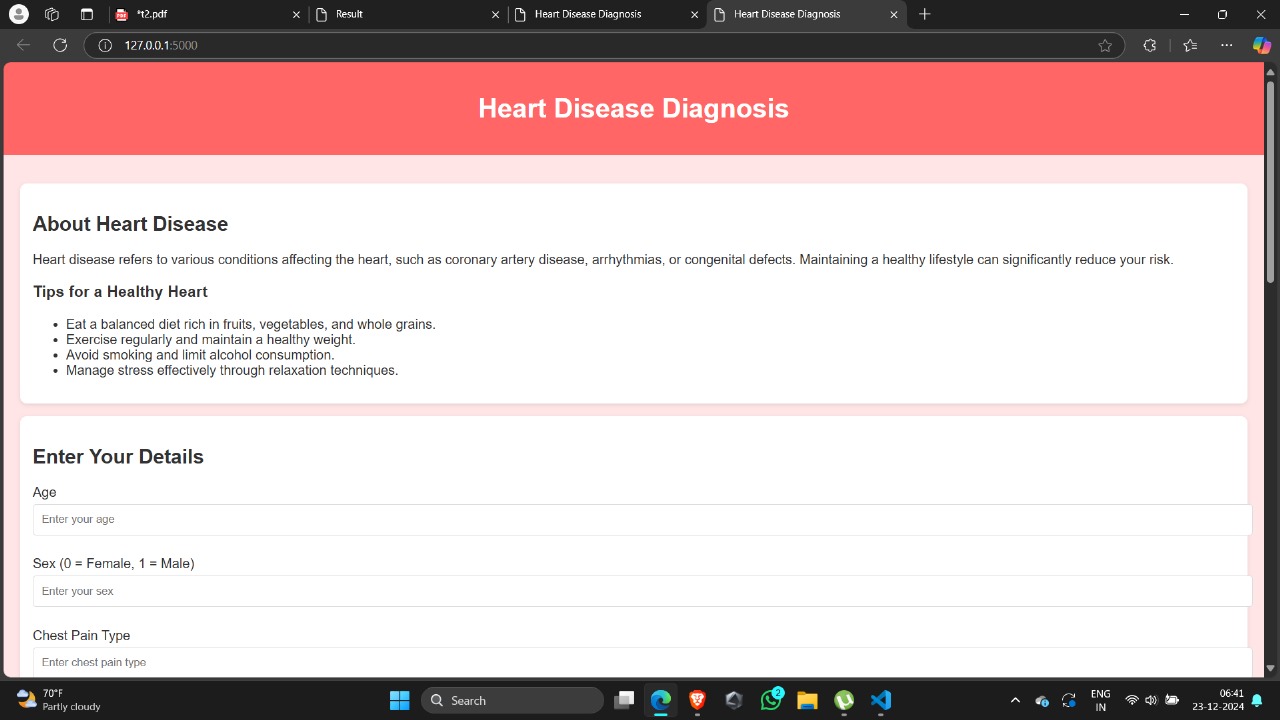 *t2.pdf
Result
Heart Disease Diagnosis
Heart Disease Diagnosis
127.0.0.1:5000
Heart Disease Diagnosis
About Heart Disease
Heart disease refers to various conditions affecting the heart, such as coronary artery disease, arrhythmias, or congenital defects. Maintaining a healthy lifestyle can significantly reduce your risk.
Tips for a Healthy Heart
• Eat a balanced diet rich in fruits, vegetables, and whole grains.
• Exercise regularly and maintain a healthy weight.
• Avoid smoking and limit alcohol consumption.
• Manage stress effectively through relaxation techniques.
Enter Your Details
Age
Enter your age
Sex (0 = Female, 1 = Male)
Enter your sex
Chest Pain Type
Enter chest pain type
70°F
Partly cloudy
Search
2
ENG
IN
06:41
23-12-2024